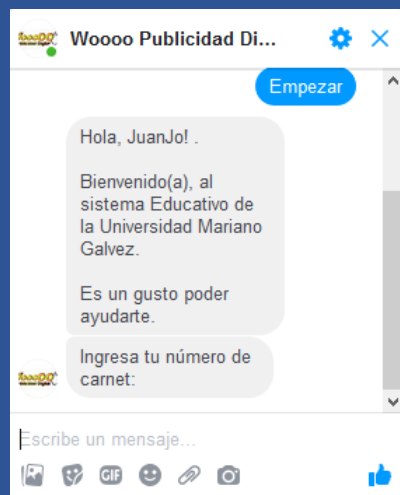 Woooo Publicidad Di...
Empezar
Hola, JuanJo! .
Bienvenido(a), al
sistema Educativo de
la Universidad Mariano
Galvez.
Es un gusto poder
ayudarte.
Ingresa tu número de
carnet:
Escribe un mensaje...
GIF